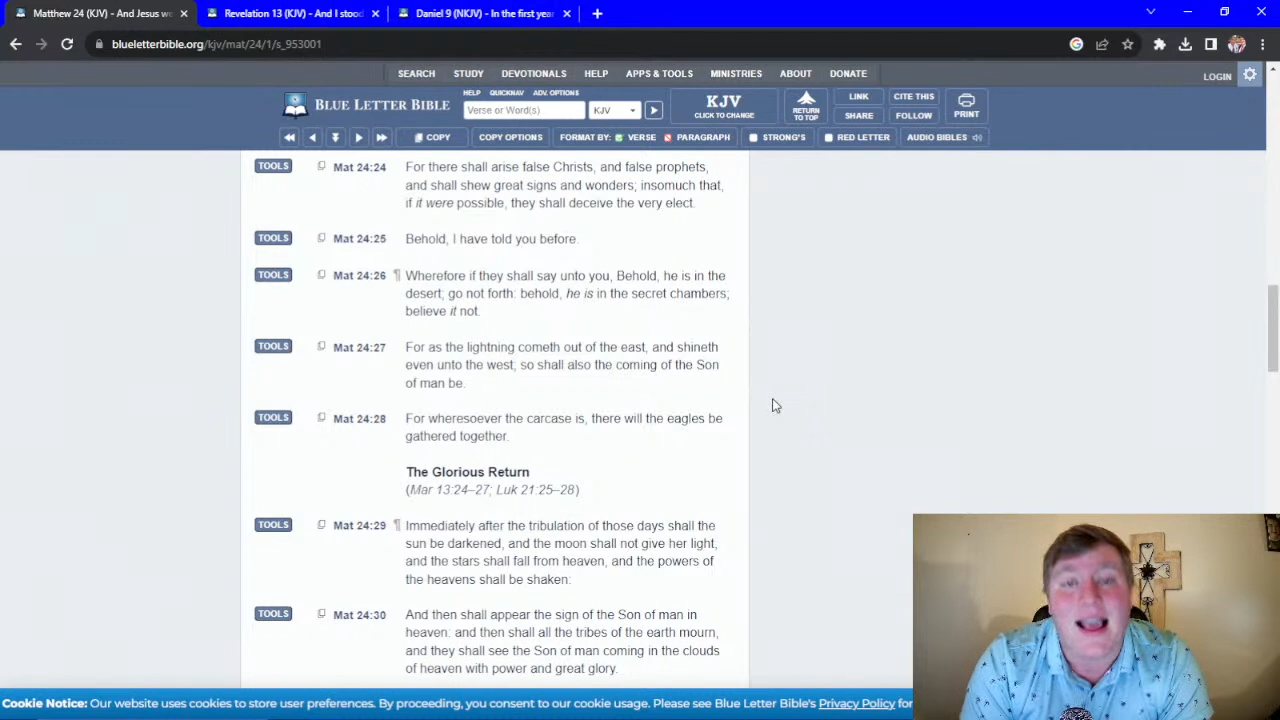 Matthew 24 (KJV) - And Jesus we
Revelation 13 (KJV) - And I stood
Daniel 9 (NKJV) - In the first year
blueletterbible.org/kjv/mat/24/1/s_953001
SEARCH STUDY DEVOTIONALS HELP APPS & TOOLS MINISTRIES ABOUT DONATE
LOGIN
BLUE LETTER BIBLE
HELP QUICKNAV ADV. OPTIONS
Verse or Word(s)
KJV
KJV
CLICK TO CHANGE
RETURN
TO TOP
LINK
CITE THIS
SHARE
FOLLOW
PRINT
COPY COPY OPTIONS FORMAT BY: VERSE PARAGRAPH STRONG'S RED LETTER AUDIO BIBLES
TOOLS Mat 24:24 For there shall arise false Christs, and false prophets,
and shall shew great signs and wonders; insomuch that,
if it were possible, they shall deceive the very elect.
TOOLS Mat 24:25 Behold, I have told you before.
TOOLS Mat 24:26 ¶ Wherefore if they shall say unto you, Behold, he is in the
desert; go not forth: behold, he is in the secret chambers;
believe it not.
TOOLS Mat 24:27 For as the lightning cometh out of the east, and shineth
even unto the west; so shall also the coming of the Son
of man be.
TOOLS Mat 24:28 For wheresoever the carcase is, there will the eagles be
gathered together.
The Glorious Return
(Mar 13:24–27; Luk 21:25–28)
TOOLS Mat 24:29 ¶ Immediately after the tribulation of those days shall the
sun be darkened, and the moon shall not give her light,
and the stars shall fall from heaven, and the powers of
the heavens shall be shaken:
TOOLS Mat 24:30 And then shall appear the sign of the Son of man in
heaven: and then shall all the tribes of the earth mourn,
and they shall see the Son of man coming in the clouds
of heaven with power and great glory.
Cookie Notice: Our website uses cookies to store user preferences. By proceeding, you consent to our cookie usage. Please see Blue Letter Bible's Privacy Policy for